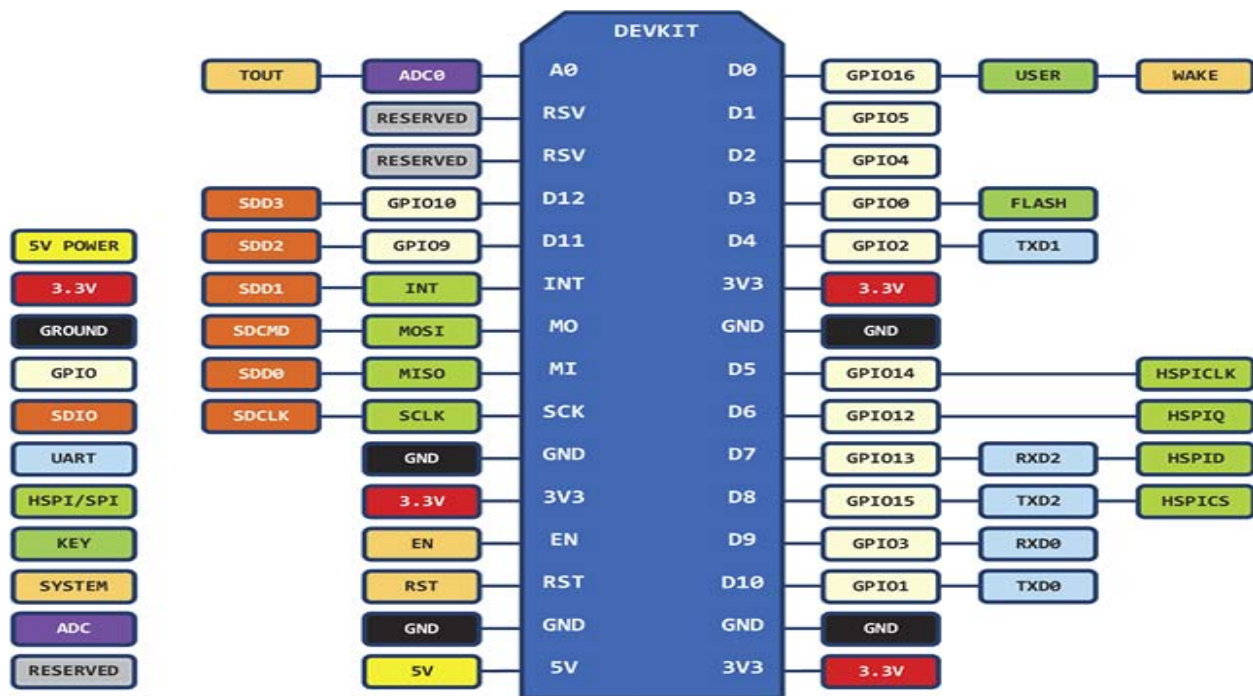 DEVKIT
TOUT ADC0 A0 D0 GPIO16 USER WAKE
RESERVED RSV D1 GPIO5
RESERVED RSV D2 GPIO4
SDD3 GPIO10 D12 D3 GPIO0 FLASH
5V POWER SDD2 GPIO9 D11 D4 GPIO2 TXD1
3.3V SDD1 INT INT 3V3 3.3V
GROUND SDCMD MOSI MO GND GND
GPIO SDD0 MISO MI D5 GPIO14 HSPICLK
SDIO SDCLK SCLK SCK D6 GPIO12 HSPIQ
UART GND GND D7 GPIO13 RXD2 HSPID
HSPI/SPI 3.3V 3V3 D8 GPIO15 TXD2 HSPICS
KEY EN EN D9 GPIO3 RXD0
SYSTEM RST RST D10 GPIO1 TXD0
ADC GND GND GND GND
RESERVED 5V 5V 3V3 3.3V